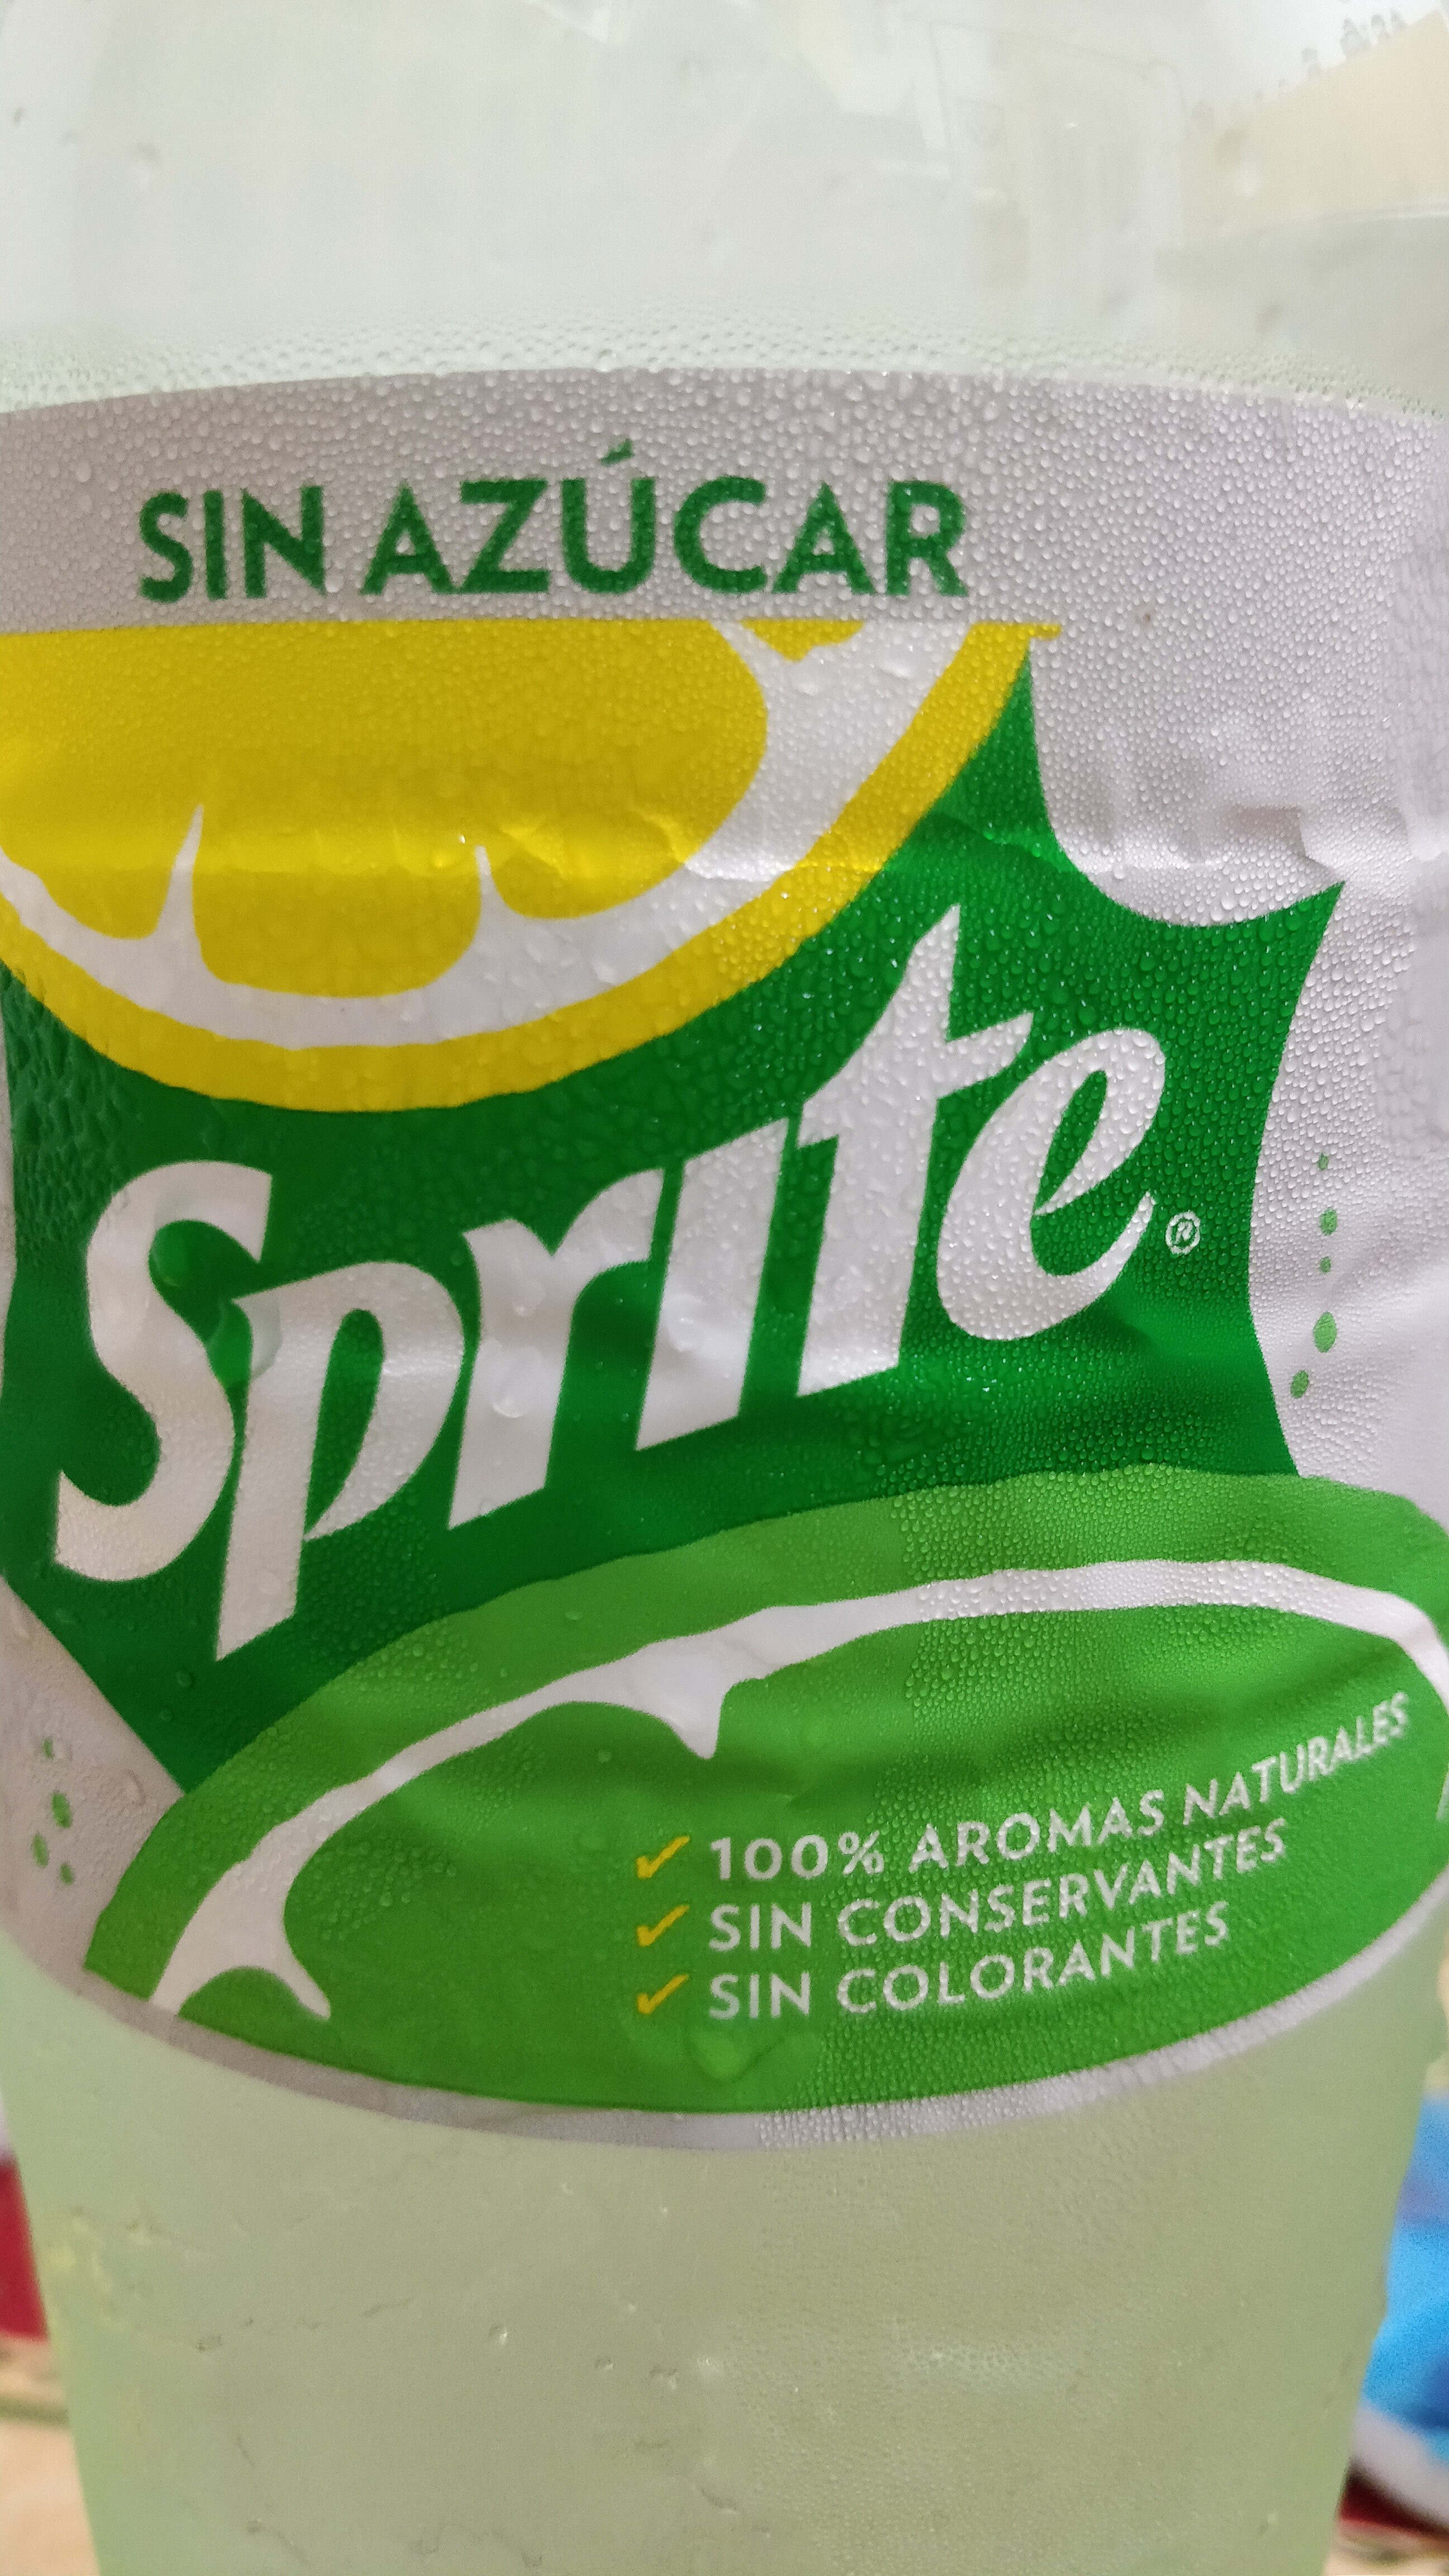 SIN AZÚCAR
Sprite®
✓ 100% AROMAS NATURALES
✓ SIN CONSERVANTES
✓ SIN COLORANTES